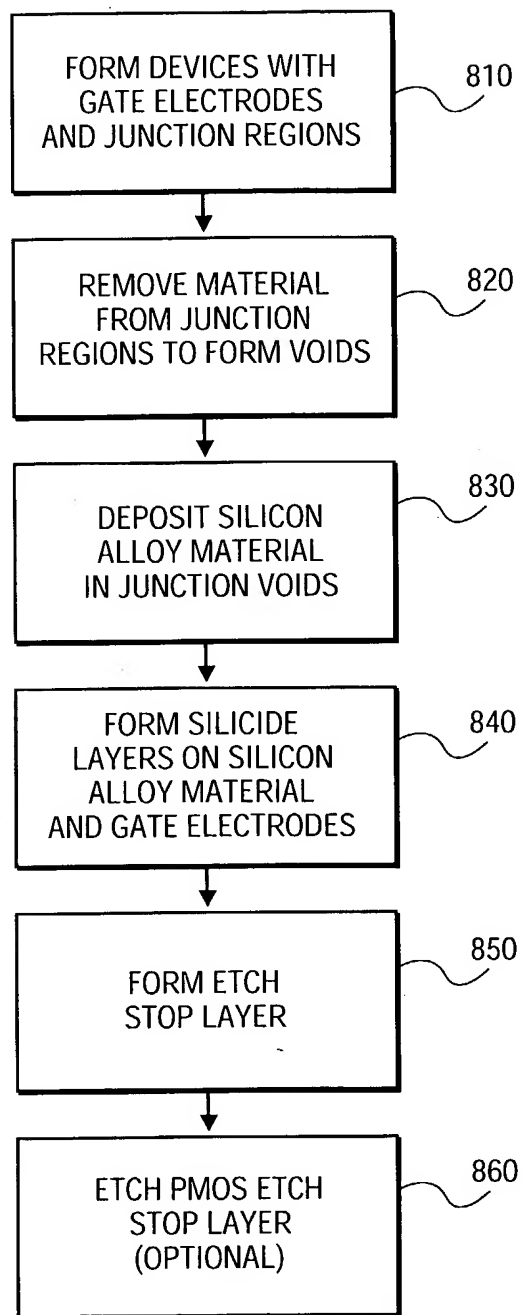 FORM DEVICES WITH
GATE ELECTRODES
AND JUNCTION REGIONS
810
REMOVE MATERIAL
FROM JUNCTION
REGIONS TO FORM VOIDS
820
DEPOSIT SILICON
ALLOY MATERIAL
IN JUNCTION VOIDS
830
FORM SILICIDE
LAYERS ON SILICON
ALLOY MATERIAL
AND GATE ELECTRODES
840
FORM ETCH
STOP LAYER
850
ETCH PMOS ETCH
STOP LAYER
(OPTIONAL)
860